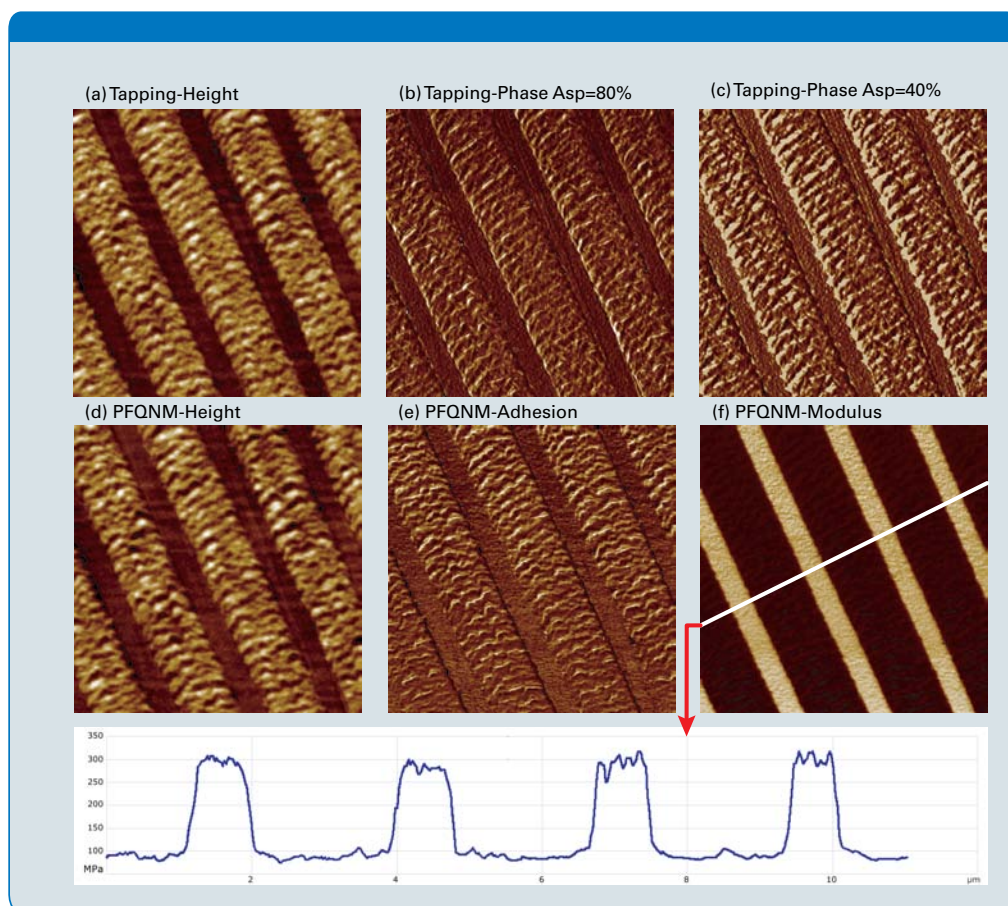 (a) Tapping-Height
(b) Tapping-Phase Asp=80%
(c) Tapping-Phase Asp=40%
(d) PFQNM-Height
(e) PFQNM-Adhesion
(f) PFQNM-Modulus
350
300
250
200
150
100
MPa
2
4
6
8
10
µm